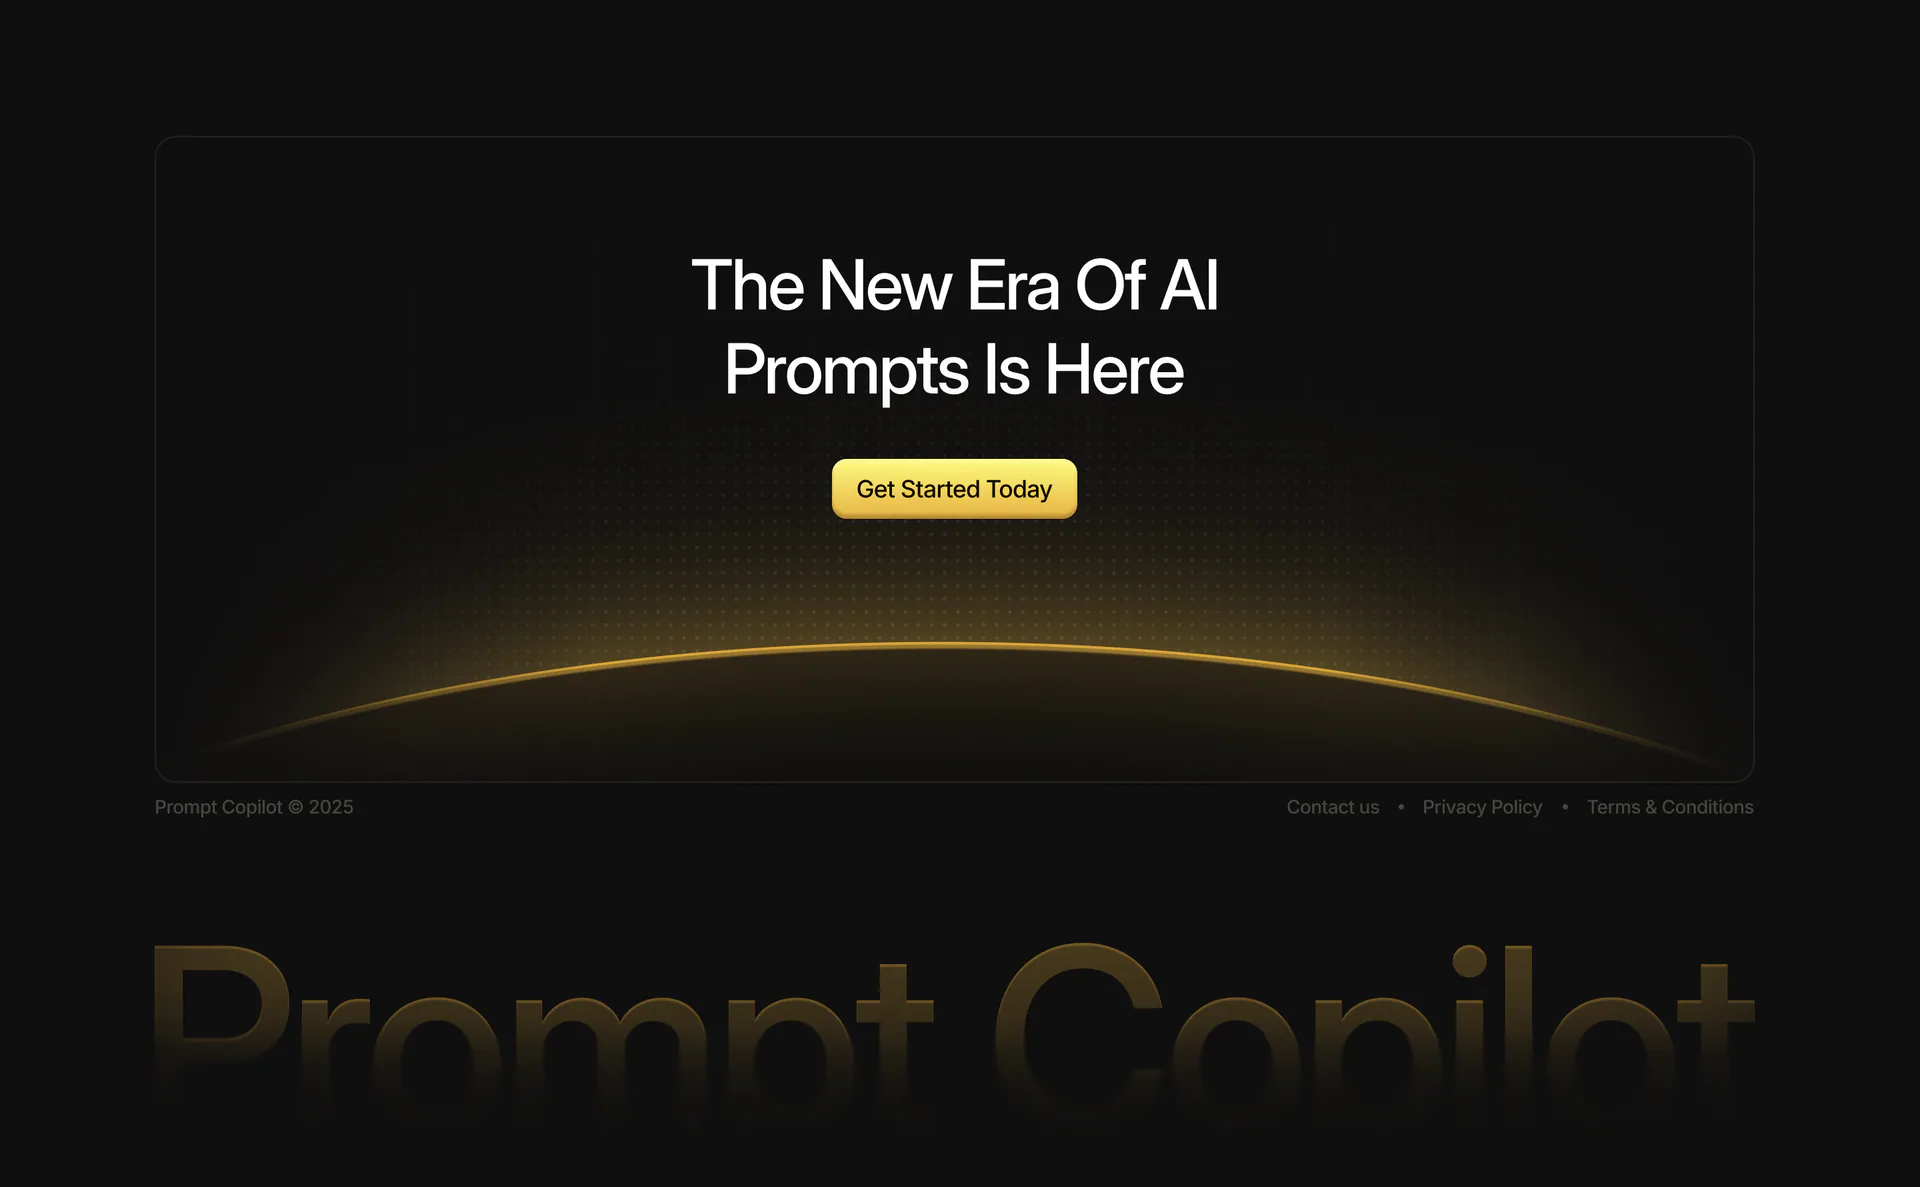 The New Era Of AI
Prompts Is Here
Get Started Today
Prompt Copilot © 2025
Contact us • Privacy Policy • Terms & Conditions
Prompt Copilot